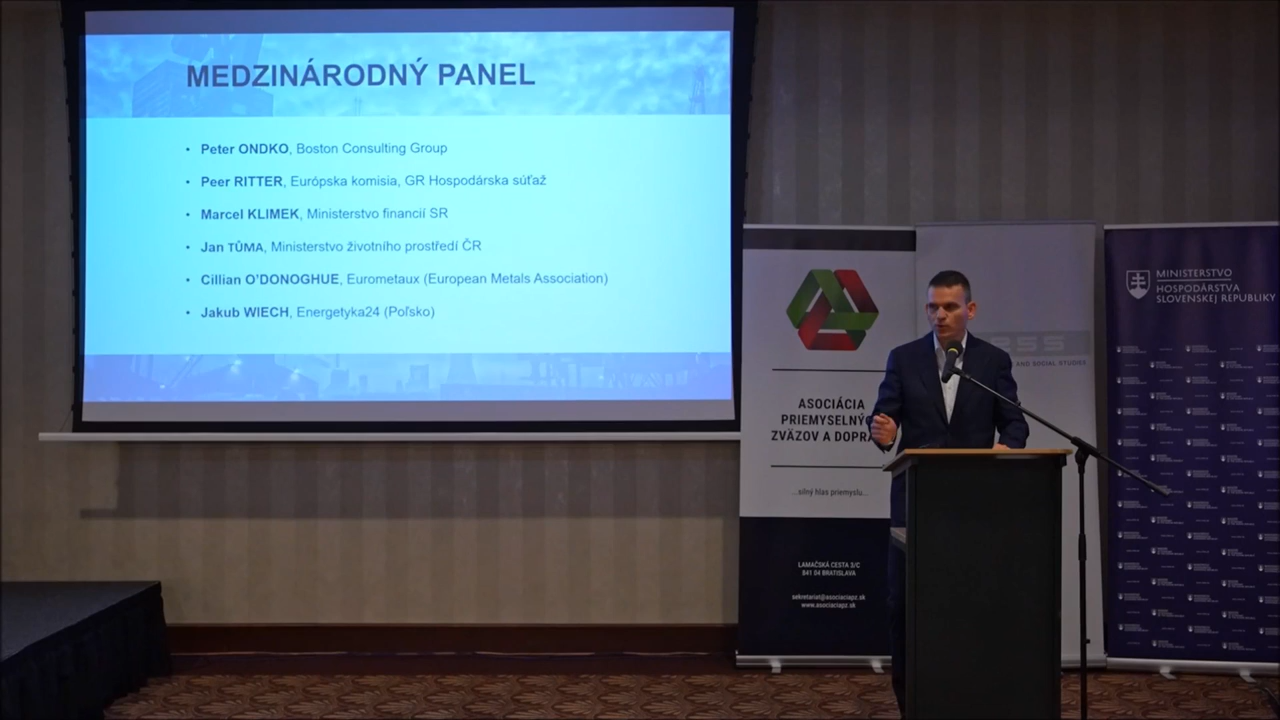 MEDZINÁRODNÝ PANEL
• Peter ONDKO, Boston Consulting Group
• Peer RITTER, Európska komisia, GR Hospodárska súťaž
• Marcel KLIMEK, Ministerstvo financií SR
• Jan TŮMA, Ministerstvo životního prostředí ČR
• Cillian O'DONOGHUE, Eurometaux (European Metals Association)
• Jakub WIECH, Energetyka24 (Poľsko)
ASOCIÁCIA
PRIEMYSELNÝC
ZVÄZOV A DOPRA
...silný hlas priemyslu...
LAMAČSKÁ CESTA 3/C
841 04 BRATISLAVA
sekretariat@asociaciapz.sk
www.asociaciapz.sk
AND SOCIAL STUDIES
MINISTERSTVO
HOSPODÁRSTVA
SLOVENSKEJ REPUBLIKY